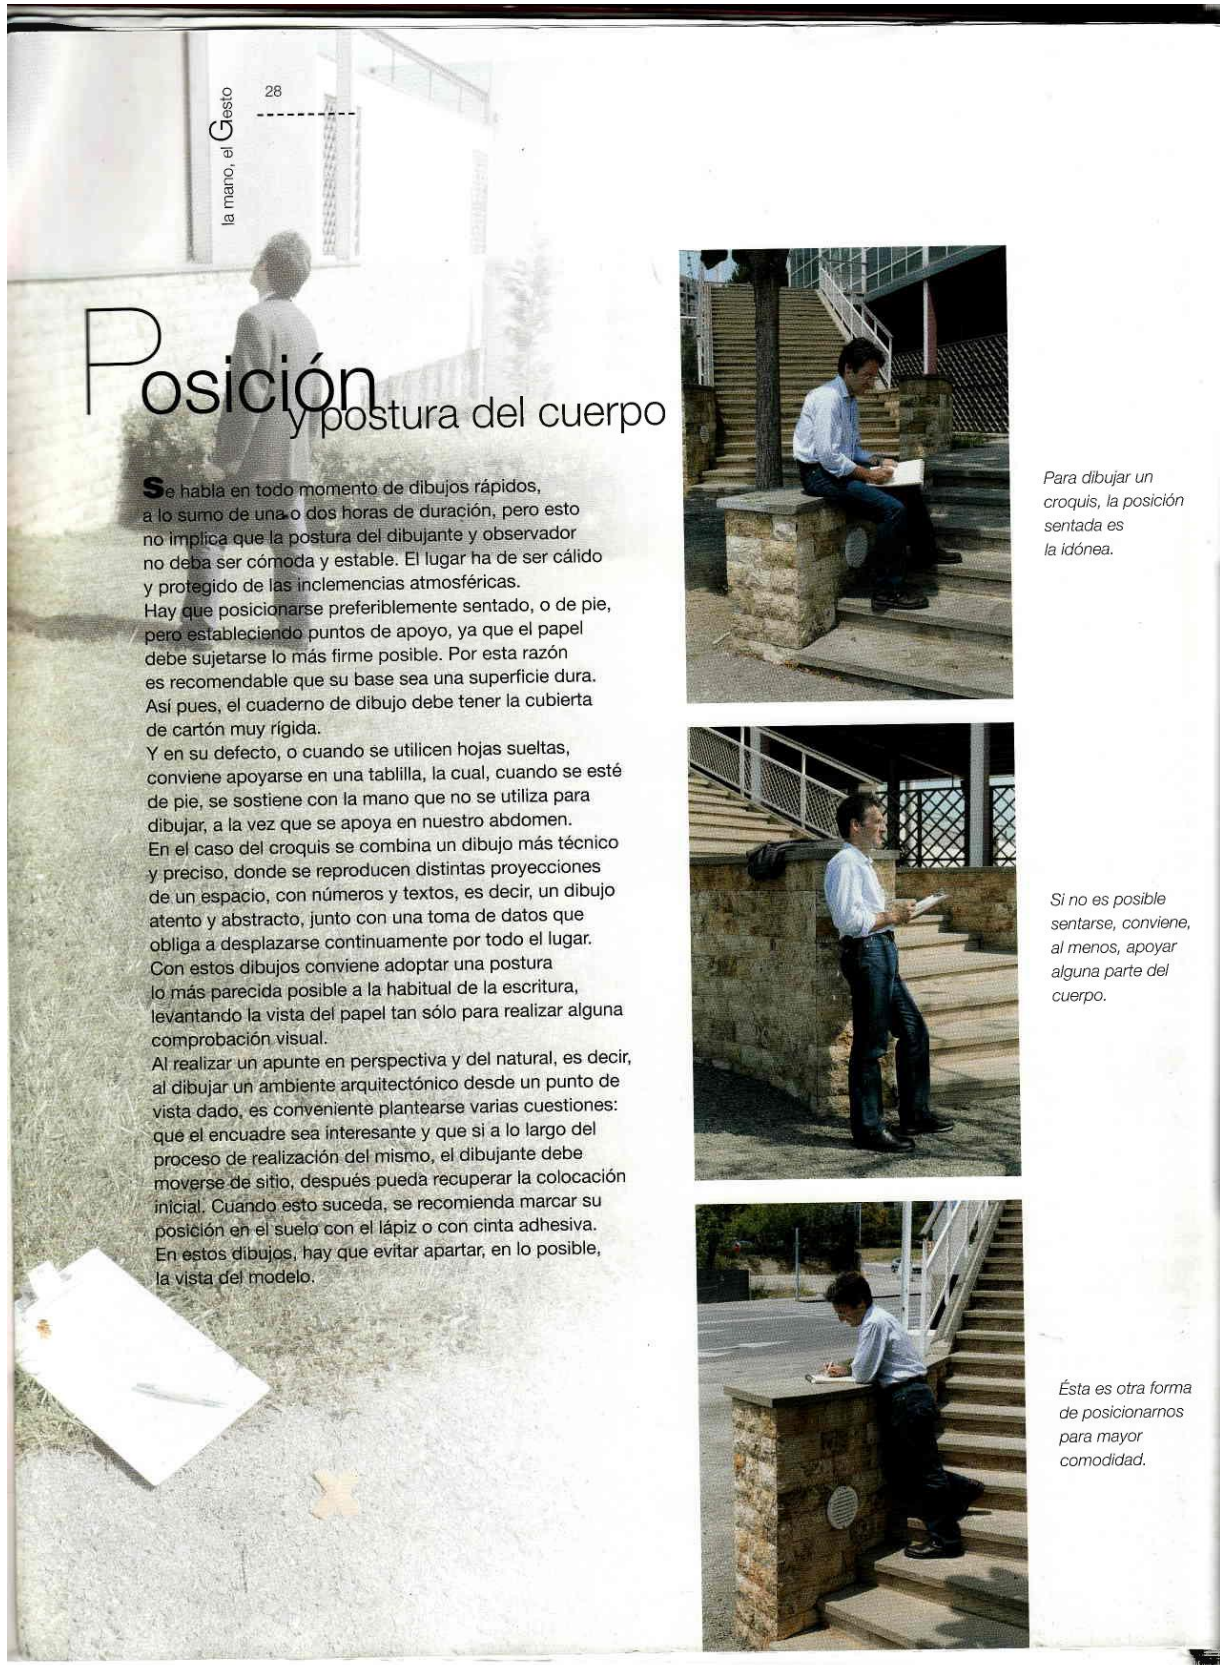 28
la mano, el Gesto
Posición
y postura del cuerpo
Se habla en todo momento de dibujos rápidos,
a lo sumo de una o dos horas de duración, pero esto
no implica que la postura del dibujante y observador
no deba ser cómoda y estable. El lugar ha de ser cálido
y protegido de las inclemencias atmosféricas.
Hay que posicionarse preferiblemente sentado, o de pie,
pero estableciendo puntos de apoyo, ya que el papel
debe sujetarse lo más firme posible. Por esta razón
es recomendable que su base sea una superficie dura.
Así pues, el cuaderno de dibujo debe tener la cubierta
de cartón muy rígida.
Y en su defecto, o cuando se utilicen hojas sueltas,
conviene apoyarse en una tablilla, la cual, cuando se esté
de pie, se sostiene con la mano que no se utiliza para
dibujar, a la vez que se apoya en nuestro abdomen.
En el caso del croquis se combina un dibujo más técnico
y preciso, donde se reproducen distintas proyecciones
de un espacio, con números y textos, es decir, un dibujo
atento y abstracto, junto con una toma de datos que
obliga a desplazarse continuamente por todo el lugar.
Con estos dibujos conviene adoptar una postura
lo más parecida posible a la habitual de la escritura,
levantando la vista del papel tan sólo para realizar alguna
comprobación visual.
Al realizar un apunte en perspectiva y del natural, es decir,
al dibujar un ambiente arquitectónico desde un punto de
vista dado, es conveniente plantearse varias cuestiones:
que el encuadre sea interesante y que si a lo largo del
proceso de realización del mismo, el dibujante debe
moverse de sitio, después pueda recuperar la colocación
inicial. Cuando esto suceda, se recomienda marcar su
posición en el suelo con el lápiz o con cinta adhesiva.
En estos dibujos, hay que evitar apartar, en lo posible,
la vista del modelo.
Para dibujar un
croquis, la posición
sentada es
la idónea.
Si no es posible
sentarse, conviene,
al menos, apoyar
alguna parte del
cuerpo.
Ésta es otra forma
de posicionarnos
para mayor
comodidad.